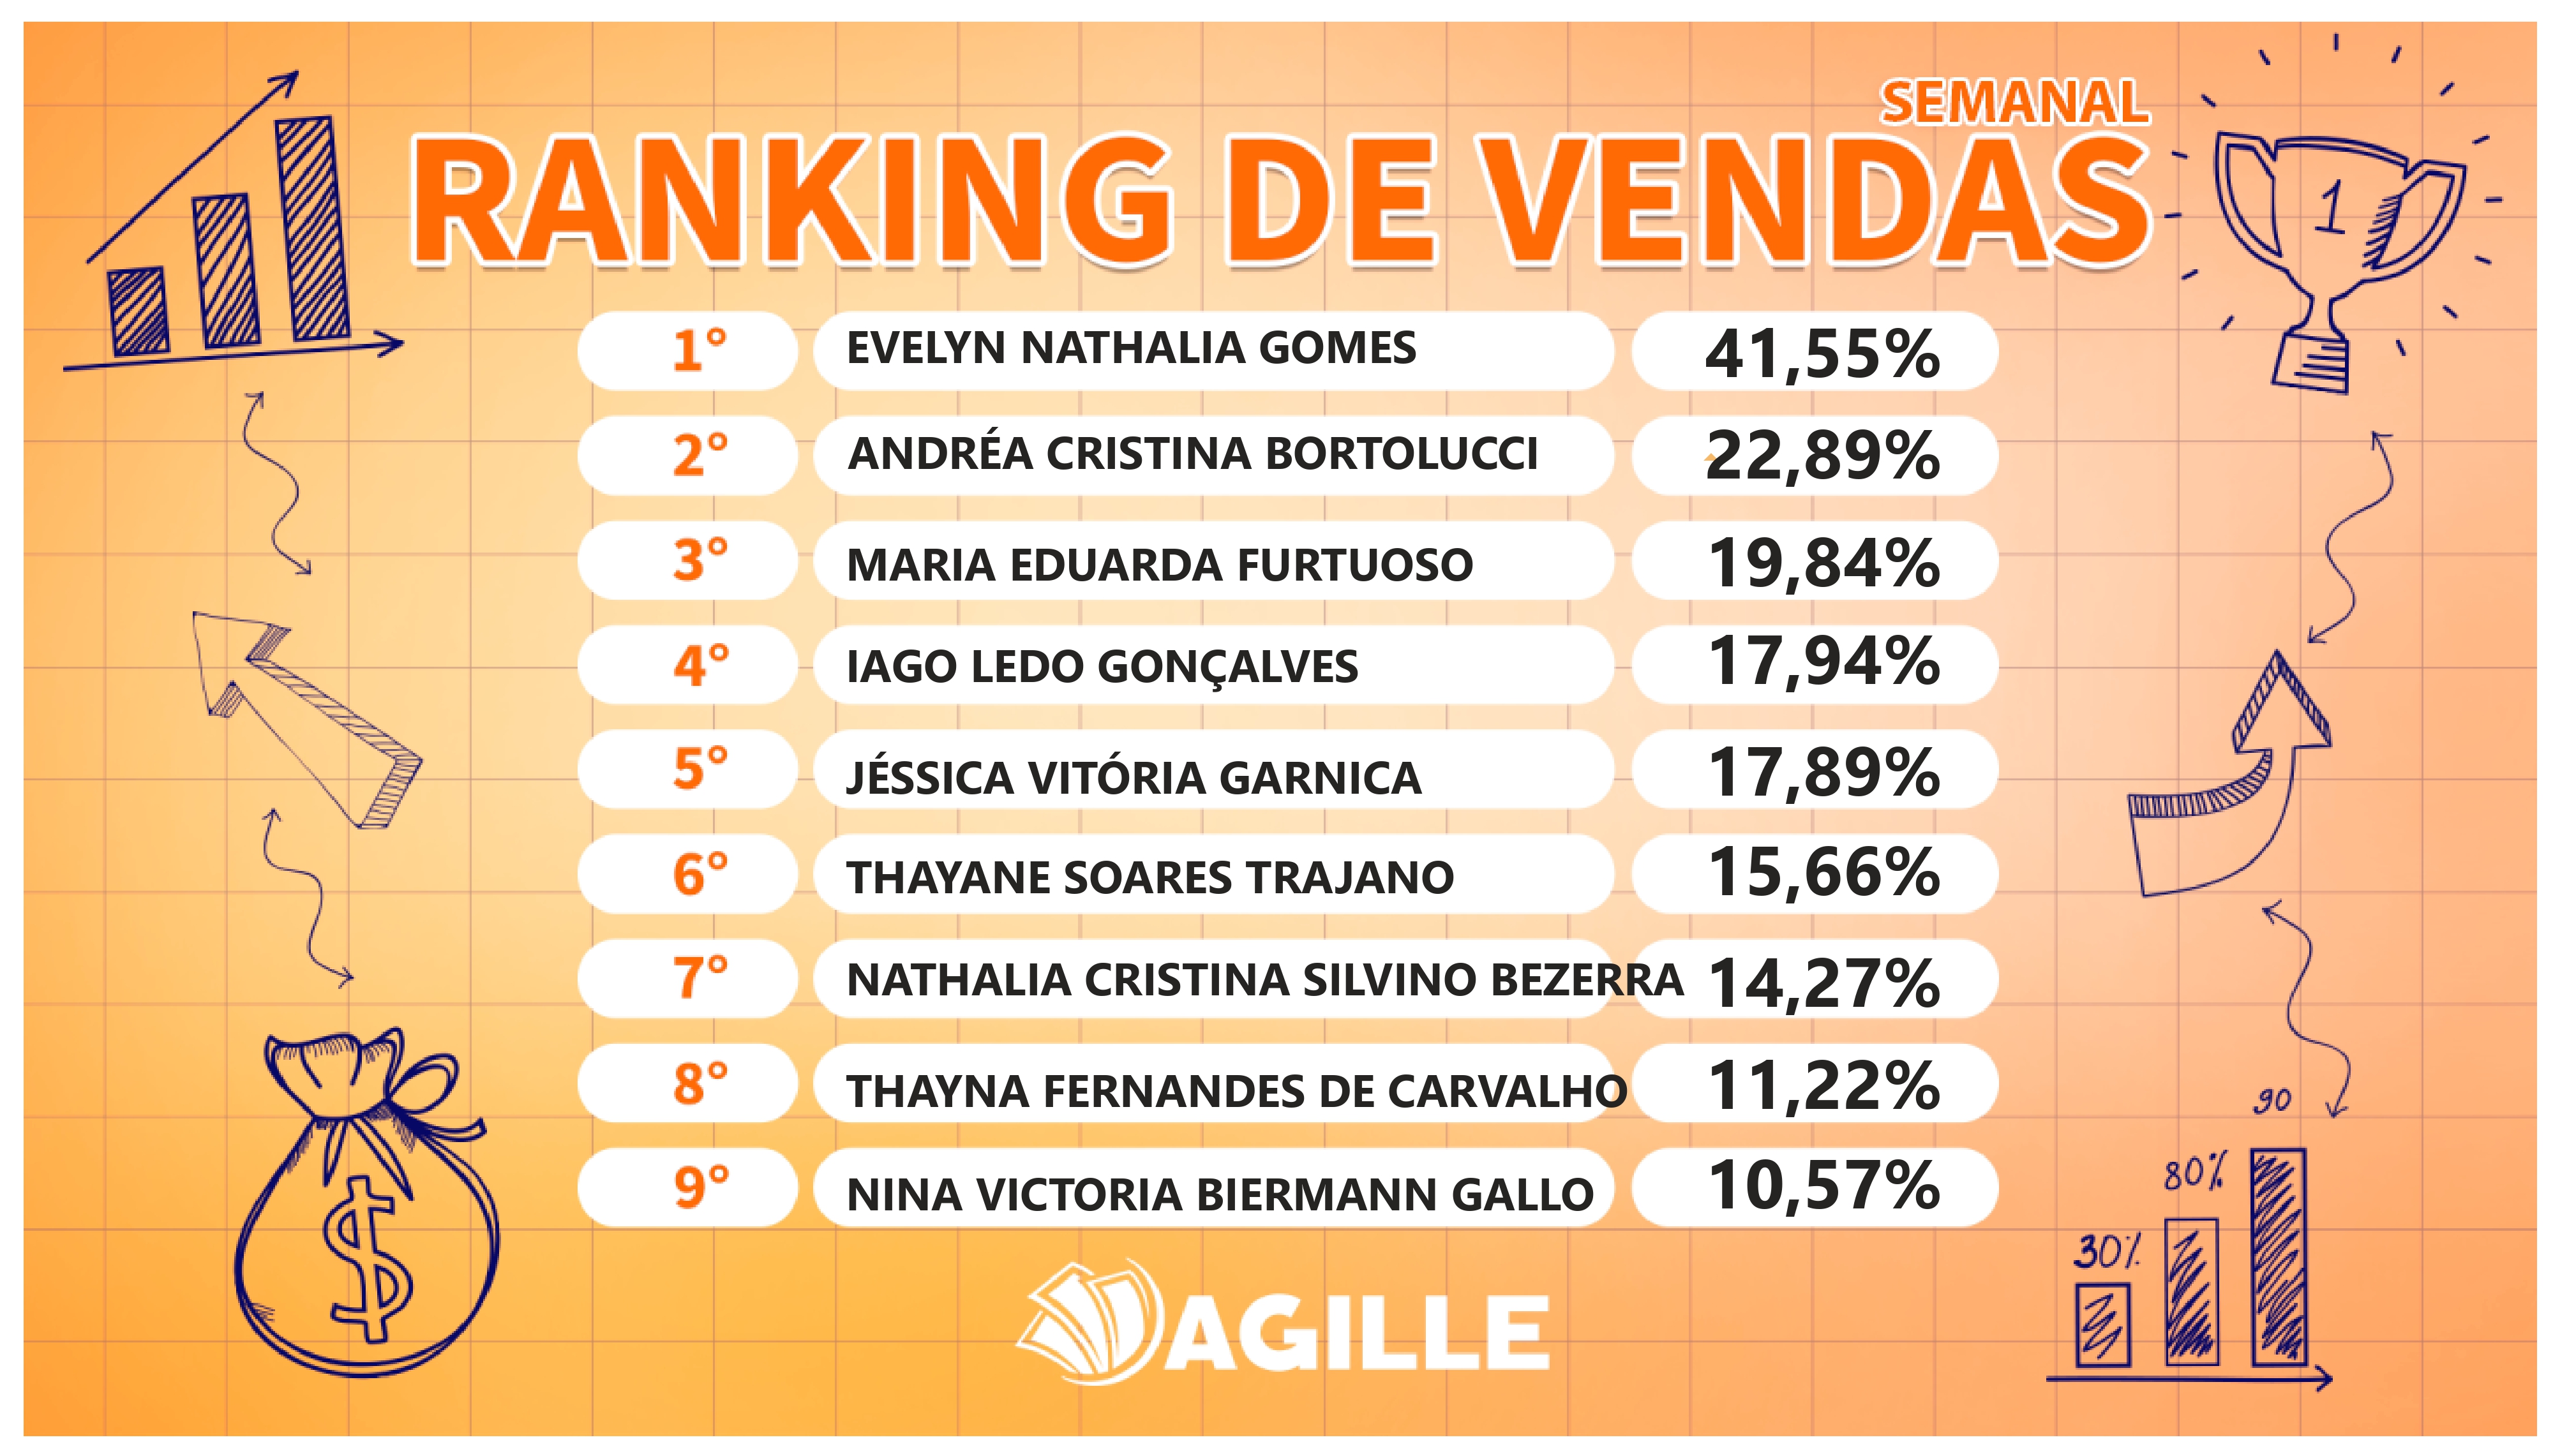 SEMANAL
RANKING DE VENDAS
1
1° EVELYN NATHALIA GOMES 41,55%
2° ANDRÉA CRISTINA BORTOLUCCI 22,89%
3° MARIA EDUARDA FURTUOSO 19,84%
4° IAGO LEDO GONÇALVES 17,94%
5° JÉSSICA VITÓRIA GARNICA 17,89%
6° THAYANE SOARES TRAJANO 15,66%
7° NATHALIA CRISTINA SILVINO BEZERRA 14,27%
8° THAYNA FERNANDES DE CARVALHO 11,22%
9° NINA VICTORIA BIERMANN GALLO 10,57%
$
90
80%
30%
AGILLE